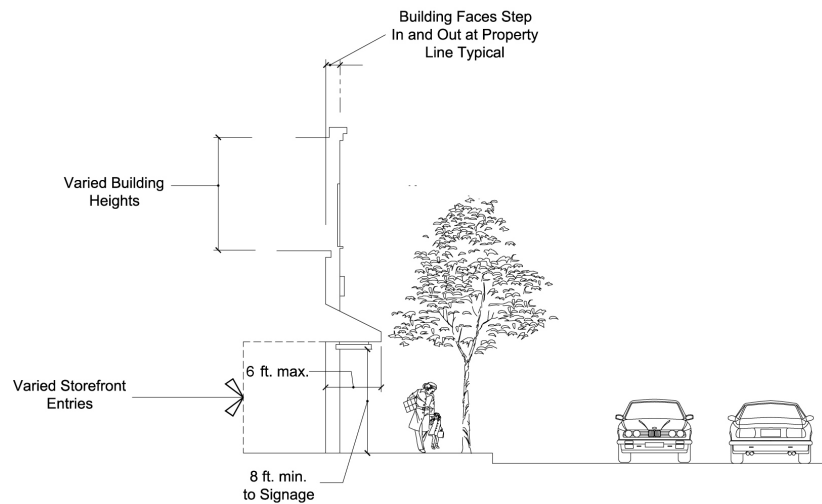 Building Faces Step
In and Out at Property
Line Typical
Varied Building
Heights
6 ft. max.
Varied Storefront
Entries
8 ft. min.
to Signage